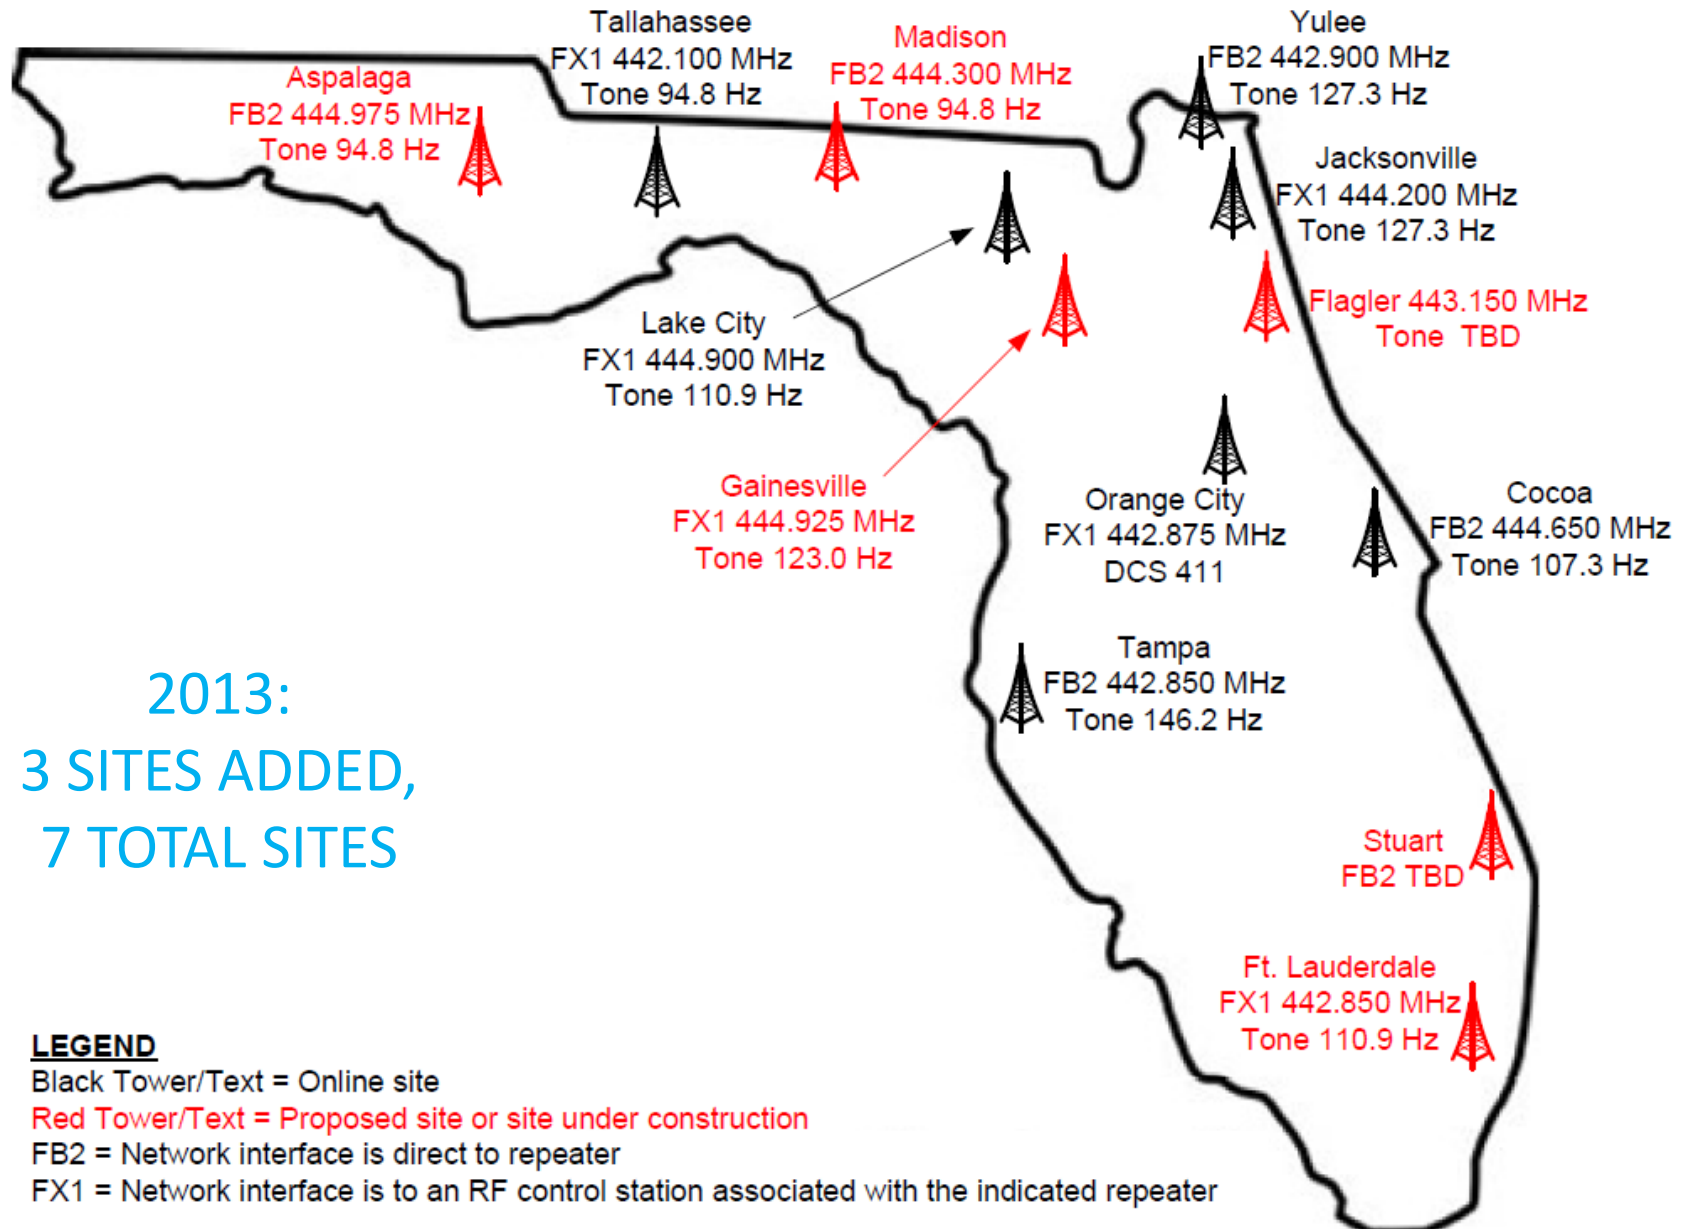 Tallahassee
FX1 442.100 MHz
Tone 94.8 Hz
Madison
FB2 444.300 MHz
Tone 94.8 Hz
Yulee
FB2 442.900 MHz
Tone 127.3 Hz
Aspalaga
FB2 444.975 MHz
Tone 94.8 Hz
Jacksonville
FX1 444.200 MHz
Tone 127.3 Hz
Flagler 443.150 MHz
Tone TBD
Lake City
FX1 444.900 MHz
Tone 110.9 Hz
Gainesville
FX1 444.925 MHz
Tone 123.0 Hz
Orange City
FX1 442.875 MHz
DCS 411
Cocoa
FB2 444.650 MHz
Tone 107.3 Hz
Tampa
FB2 442.850 MHz
Tone 146.2 Hz
2013:
3 SITES ADDED,
7 TOTAL SITES
Stuart
FB2 TBD
Ft. Lauderdale
FX1 442.850 MHz
Tone 110.9 Hz
LEGEND
Black Tower/Text = Online site
Red Tower/Text = Proposed site or site under construction
FB2 = Network interface is direct to repeater
FX1 = Network interface is to an RF control station associated with the indicated repeater